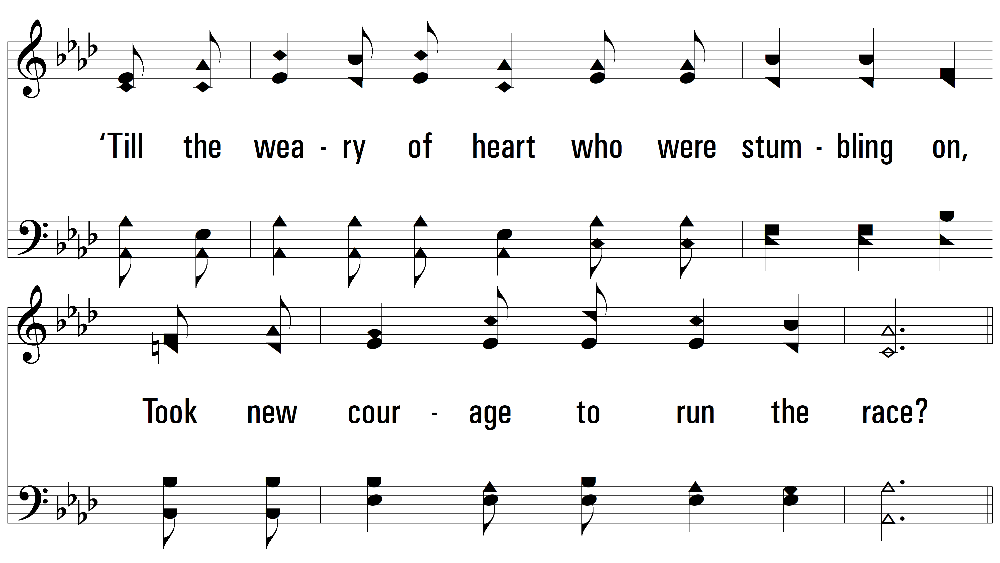 ‘Till the wea - ry of heart who were stum - bling on,
Took new cour - age to run the race?